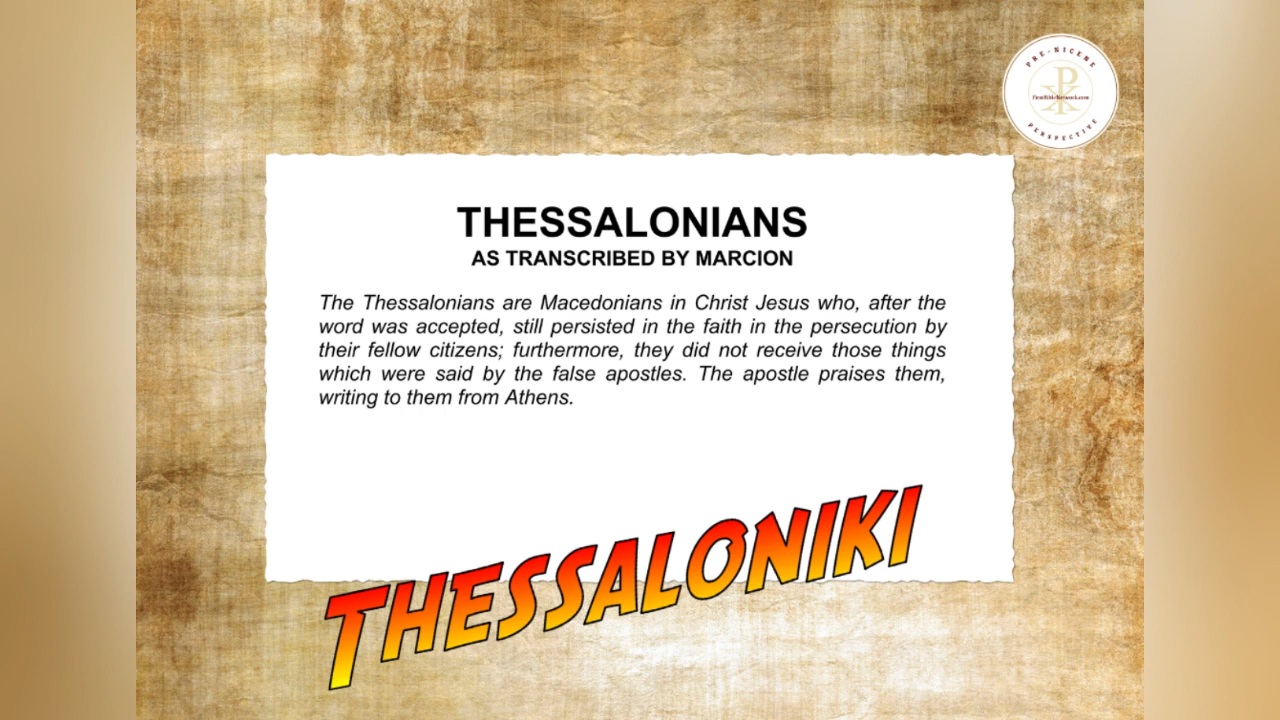 PRE-NICENE
PERSPECTIVE
THESSALONIANS
AS TRANSCRIBED BY MARCION
The Thessalonians are Macedonians in Christ Jesus who, after the
word was accepted, still persisted in the faith in the persecution by
their fellow citizens; furthermore, they did not receive those things
which were said by the false apostles. The apostle praises them,
writing to them from Athens.
THESSALONIKI